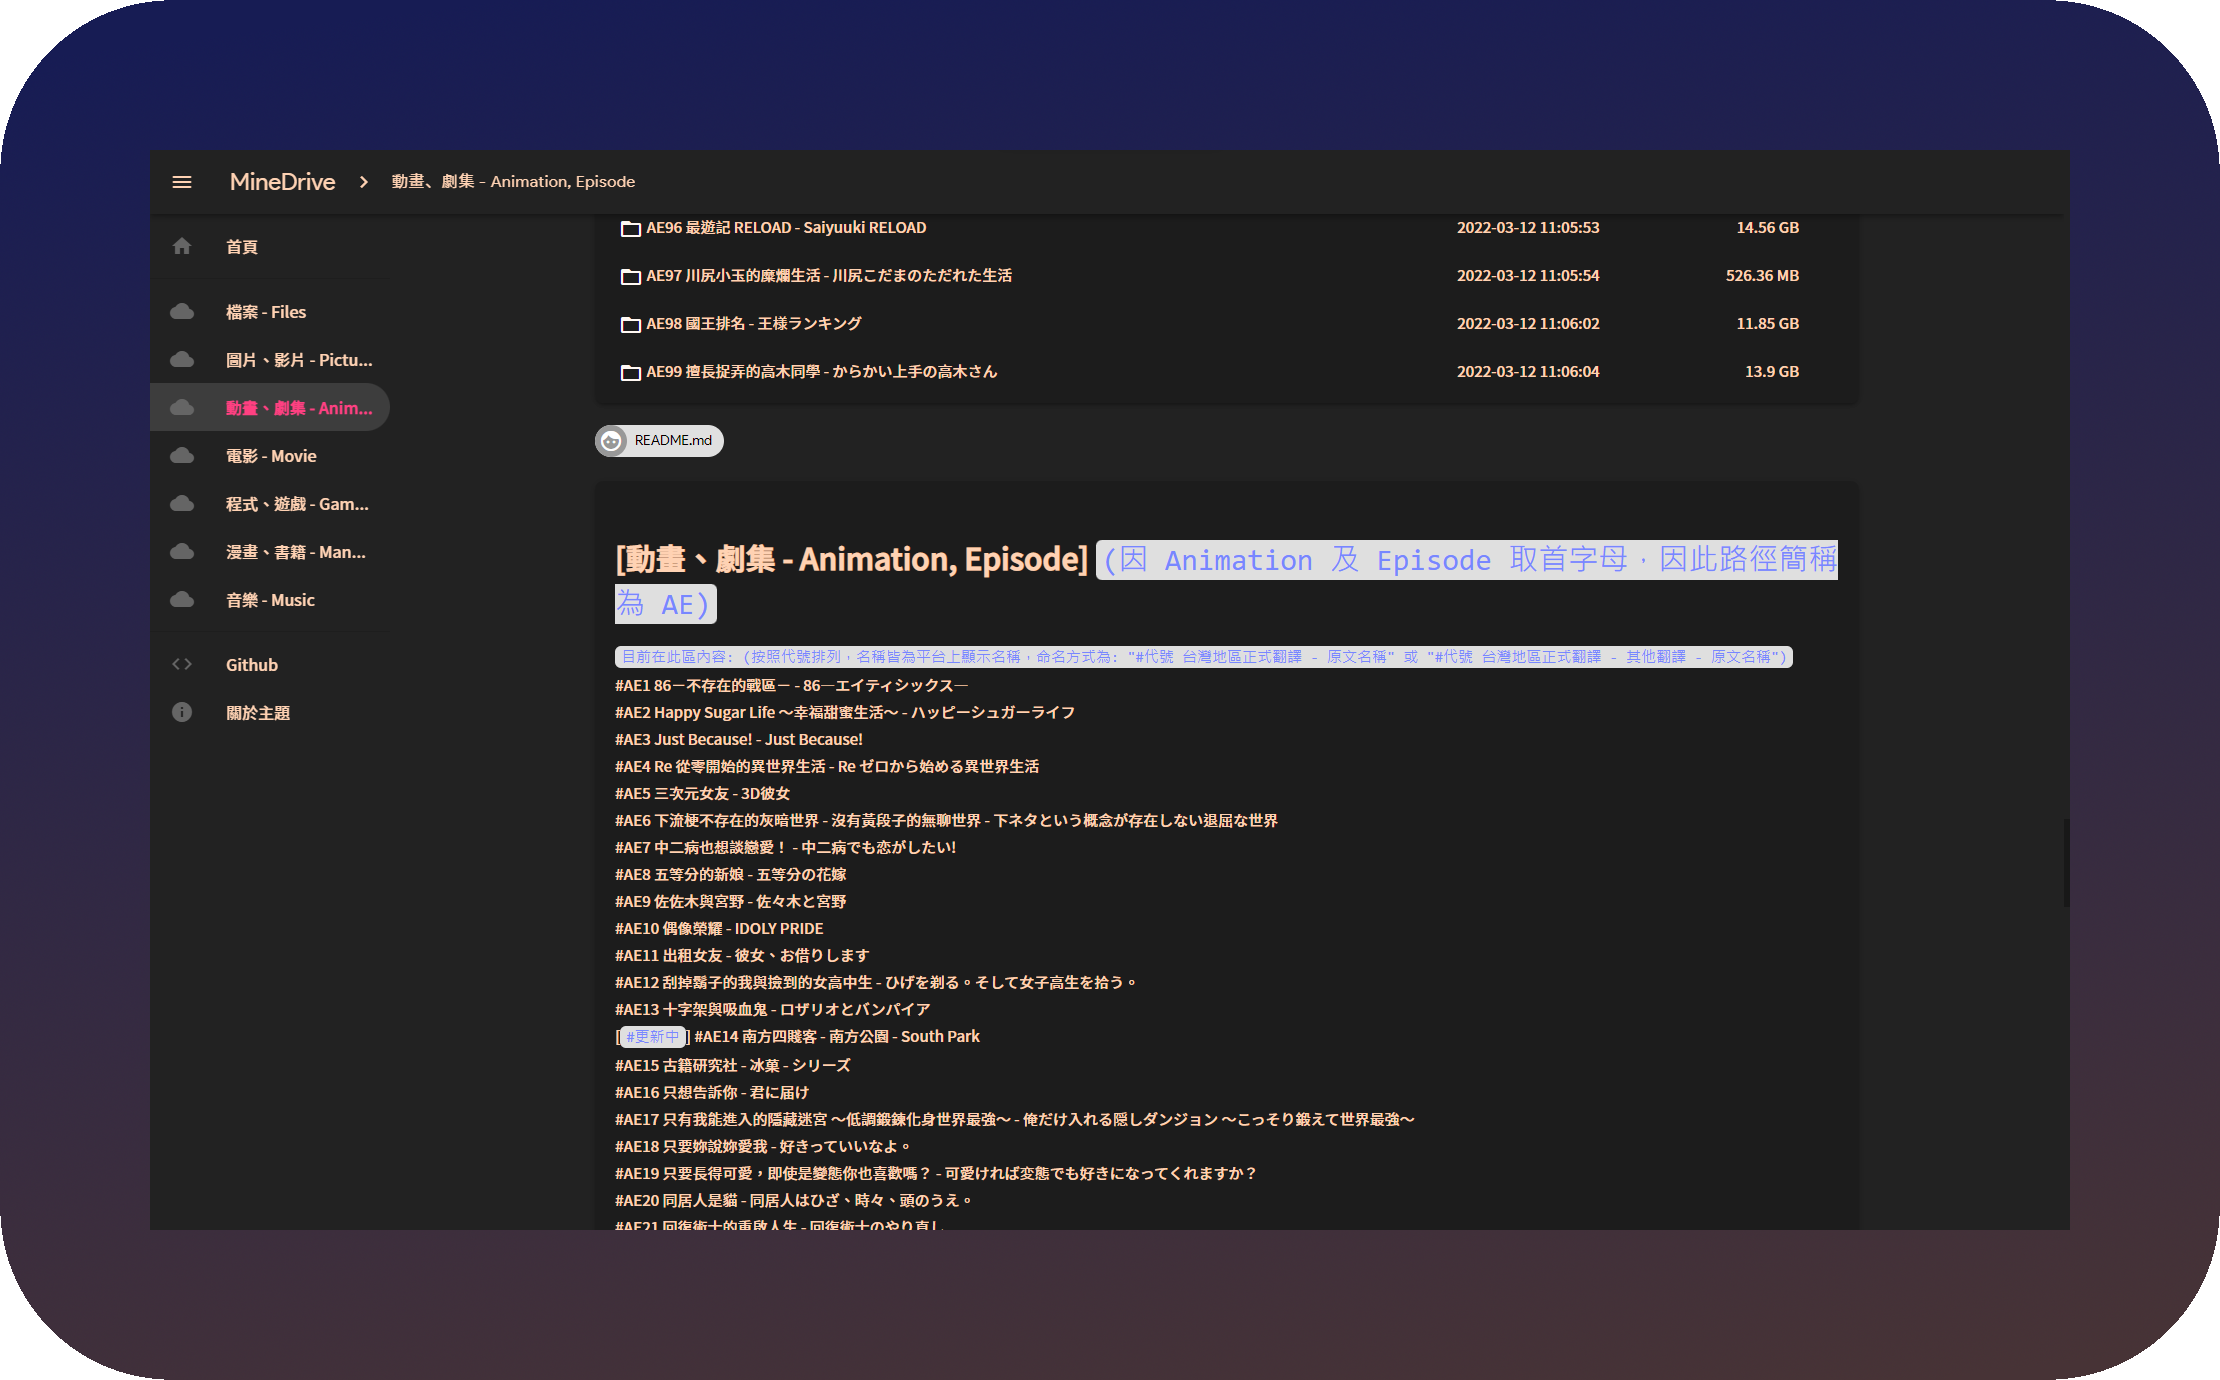 MineDrive > 動畫、劇集 - Animation, Episode
首頁
檔案 - Files
圖片、影片 - Pictu...
動畫、劇集 - Anim...
電影 - Movie
程式、遊戲 - Gam...
漫畫、書籍 - Man...
音樂 - Music
Github
關於主題
AE96 最遊記 RELOAD - Saiyuuki RELOAD 2022-03-12 11:05:53 14.56 GB
AE97 川尻小玉的糜爛生活 - 川尻こだまのただれた生活 2022-03-12 11:05:54 526.36 MB
AE98 國王排名 - 王様ランキング 2022-03-12 11:06:02 11.85 GB
AE99 擅長捉弄的高木同學 - からかい上手の高木さん 2022-03-12 11:06:04 13.9 GB
README.md
[動畫、劇集 - Animation, Episode] (因 Animation 及 Episode 取首字母，因此路徑簡稱
為 AE)
目前在此區內容: (按照代號排列，名稱皆為平台上顯示名稱，命名方式為: "#代號 台灣地區正式翻譯 - 原文名稱" 或 "#代號 台灣地區正式翻譯 - 其他翻譯 - 原文名稱")
#AE1 86－不存在的戰區－ - 86―エイティシックス―
#AE2 Happy Sugar Life ～幸福甜蜜生活～ - ハッピーシュガーライフ
#AE3 Just Because! - Just Because!
#AE4 Re 從零開始的異世界生活 - Re ゼロから始める異世界生活
#AE5 三次元女友 - 3D彼女
#AE6 下流梗不存在的灰暗世界 - 沒有黃段子的無聊世界 - 下ネタという概念が存在しない退屈な世界
#AE7 中二病也想談戀愛！ - 中二病でも恋がしたい!
#AE8 五等分的新娘 - 五等分の花嫁
#AE9 佐佐木與宮野 - 佐々木と宮野
#AE10 偶像榮耀 - IDOLY PRIDE
#AE11 出租女友 - 彼女、お借りします
#AE12 刮掉鬍子的我與撿到的女高中生 - ひげを剃る。そして女子高生を拾う。
#AE13 十字架與吸血鬼 - ロザリオとバンパイア
[#更新中] #AE14 南方四賤客 - 南方公園 - South Park
#AE15 古籍研究社 - 冰菓 - シリーズ
#AE16 只想告訴你 - 君に届け
#AE17 只有我能進入的隱藏迷宮 ～低調鍛鍊化身世界最強～ - 俺だけ入れる隠しダンジョン ～こっそり鍛えて世界最強～
#AE18 只要妳說妳愛我 - 好きっていいなよ。
#AE19 只要長得可愛，即使是變態你也喜歡嗎？ - 可愛ければ変態でも好きになってくれますか？
#AE20 同居人是貓 - 同居人はひざ、時々、頭のうえ。
#AE21 回復術士的重啟人生 - 回復術士のやり直し